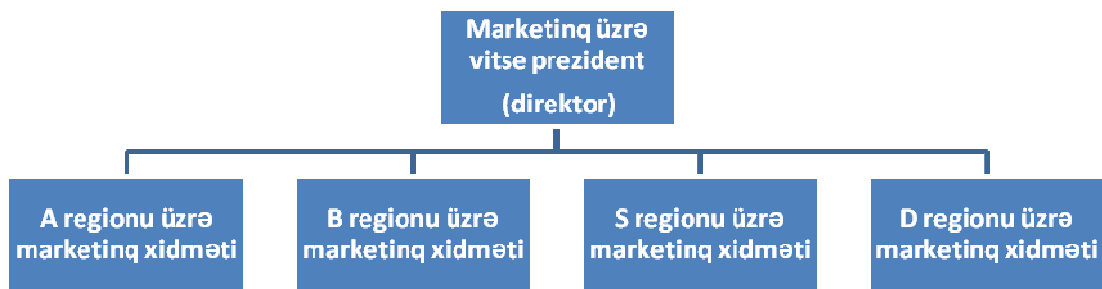 Marketinq üzrə
vitse prezident
(direktor)
A regionu üzrə
marketinq xidməti
B regionu üzrə
marketinq xidməti
S regionu üzrə
marketinq xidməti
D regionu üzrə
marketinq xidməti